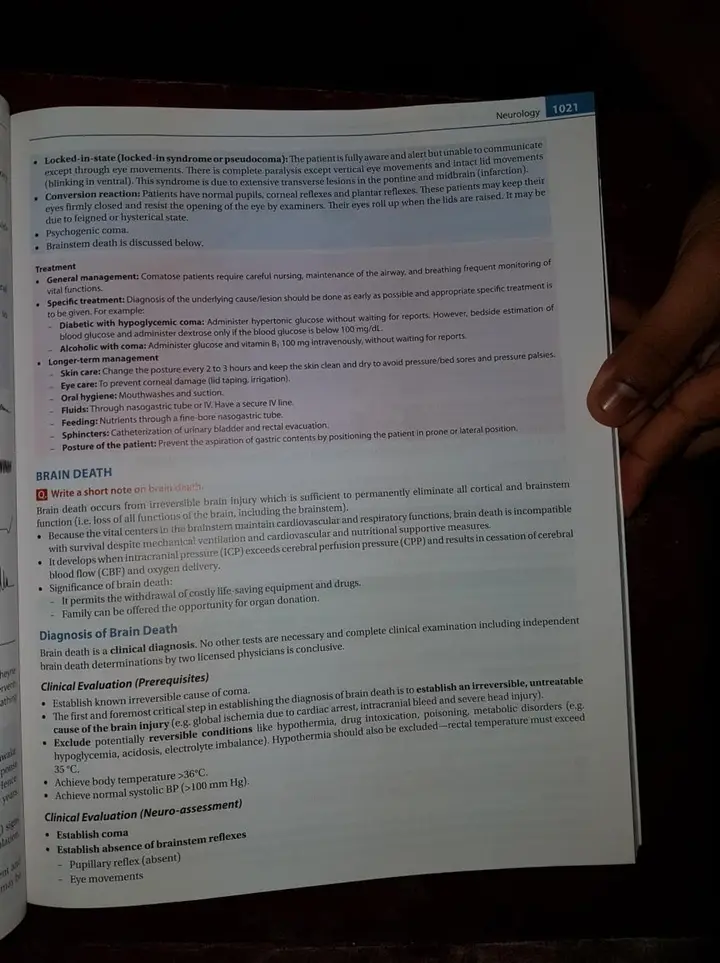 Neurology 1021
• Locked-in-state (locked-in syndrome or pseudocoma): The patient is fully aware and alert but unable to communicate
except through eye movements. There is complete paralysis except vertical eye movements and intact lid movements
(blinking in ventral). This syndrome is due to extensive transverse lesions in the pontine and midbrain (infarction).
• Conversion reaction: Patients have normal pupils, corneal reflexes and plantar reflexes. These patients may keep their
eyes firmly closed and resist the opening of the eye by examiners. Their eyes roll up when the lids are raised. It may be
due to feigned or hysterical state.
• Psychogenic coma.
• Brainstem death is discussed below.
Treatment
• General management: Comatose patients require careful nursing, maintenance of the airway, and breathing frequent monitoring of
vital functions.
• Specific treatment: Diagnosis of the underlying cause/lesion should be done as early as possible and appropriate specific treatment is
to be given. For example:
– Diabetic with hypoglycemic coma: Administer hypertonic glucose without waiting for reports. However, bedside estimation of
blood glucose and administer dextrose only if the blood glucose is below 100 mg/dL.
– Alcoholic with coma: Administer glucose and vitamin B₁ 100 mg intravenously, without waiting for reports.
• Longer-term management
– Skin care: Change the posture every 2 to 3 hours and keep the skin clean and dry to avoid pressure/bed sores and pressure palsies.
– Eye care: To prevent corneal damage (lid taping, irrigation).
– Oral hygiene: Mouthwashes and suction.
– Fluids: Through nasogastric tube or IV. Have a secure IV line.
– Feeding: Nutrients through a fine-bore nasogastric tube.
– Sphincters: Catheterization of urinary bladder and rectal evacuation.
– Posture of the patient: Prevent the aspiration of gastric contents by positioning the patient in prone or lateral position.
BRAIN DEATH
Q. Write a short note on brain death.
Brain death occurs from irreversible brain injury which is sufficient to permanently eliminate all cortical and brainstem
function (i.e. loss of all functions of the brain, including the brainstem).
• Because the vital centers in the brainstem maintain cardiovascular and respiratory functions, brain death is incompatible
with survival despite mechanical ventilation and cardiovascular and nutritional supportive measures.
• It develops when intracranial pressure (ICP) exceeds cerebral perfusion pressure (CPP) and results in cessation of cerebral
blood flow (CBF) and oxygen delivery.
• Significance of brain death:
– It permits the withdrawal of costly life-saving equipment and drugs.
– Family can be offered the opportunity for organ donation.
Diagnosis of Brain Death
Brain death is a clinical diagnosis. No other tests are necessary and complete clinical examination including independent
brain death determinations by two licensed physicians is conclusive.
Clinical Evaluation (Prerequisites)
• Establish known irreversible cause of coma.
• The first and foremost critical step in establishing the diagnosis of brain death is to establish an irreversible, untreatable
cause of the brain injury (e.g. global ischemia due to cardiac arrest, intracranial bleed and severe head injury).
• Exclude potentially reversible conditions like hypothermia, drug intoxication, poisoning, metabolic disorders (e.g.
hypoglycemia, acidosis, electrolyte imbalance). Hypothermia should also be excluded—rectal temperature must exceed
35 °C.
• Achieve body temperature >36°C.
• Achieve normal systolic BP (>100 mm Hg).
Clinical Evaluation (Neuro-assessment)
• Establish coma
• Establish absence of brainstem reflexes
– Pupillary reflex (absent)
– Eye movements